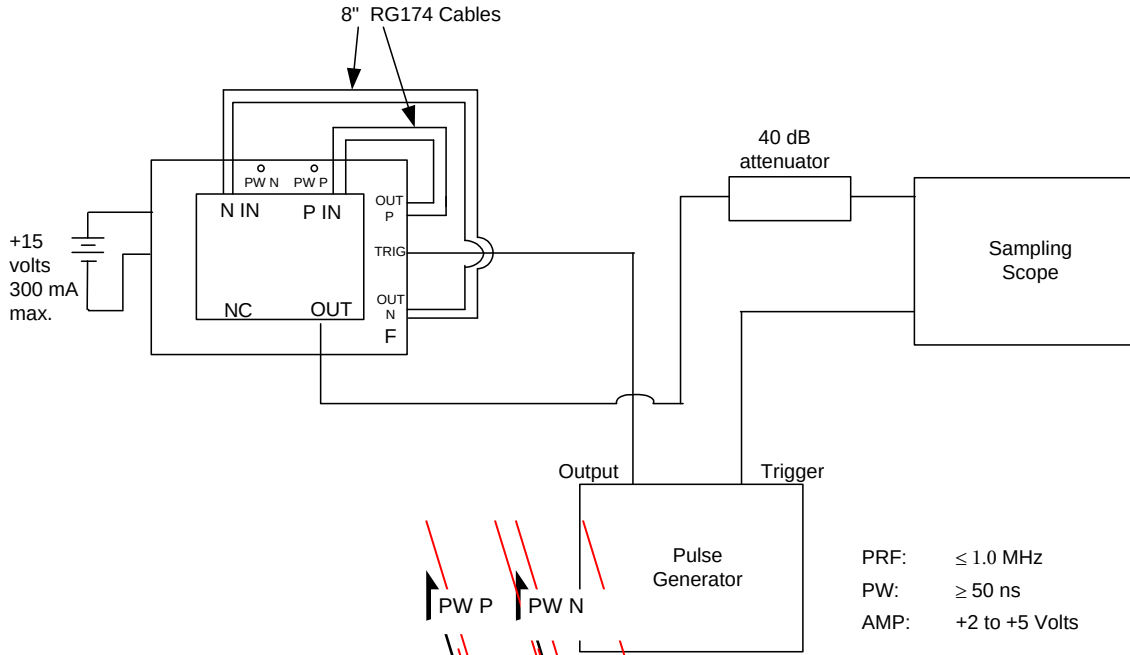 8" RG174 Cables
40 dB
attenuator
PW N
PW P
N IN
P IN
OUT
P
+15
volts
300 mA
max.
TRIG
Sampling
Scope
NC
OUT
OUT
N
F
Output
Trigger
Pulse
Generator
PW P
PW N
PRF: ≤ 1.0 MHz
PW: ≥ 50 ns
AMP: +2 to +5 Volts